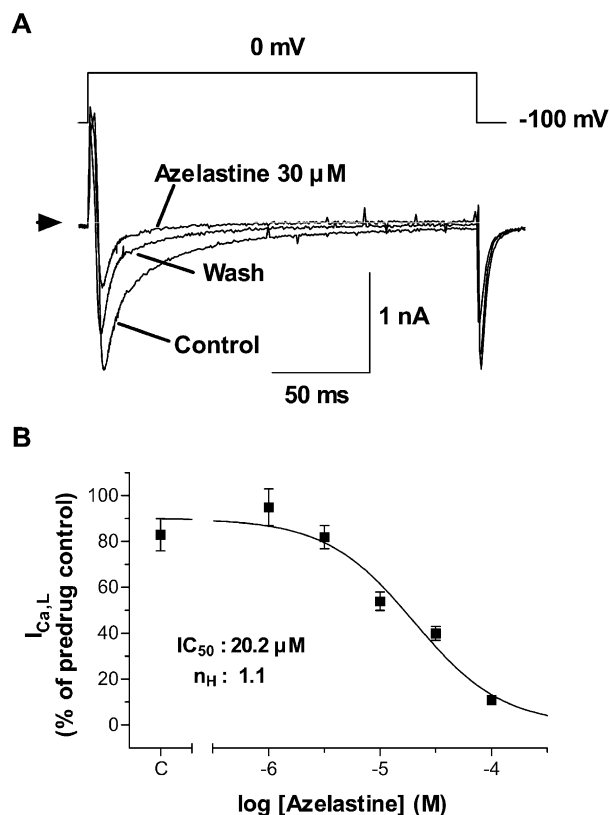 A
0 mV
-100 mV
Azelastine 30 µM
Wash
Control
1 nA
50 ms
B
I_Ca,L
(% of predrug control)
100
80
60
40
20
0
IC50 : 20.2 µM
nH : 1.1
C
-6
-5
-4
log [Azelastine] (M)